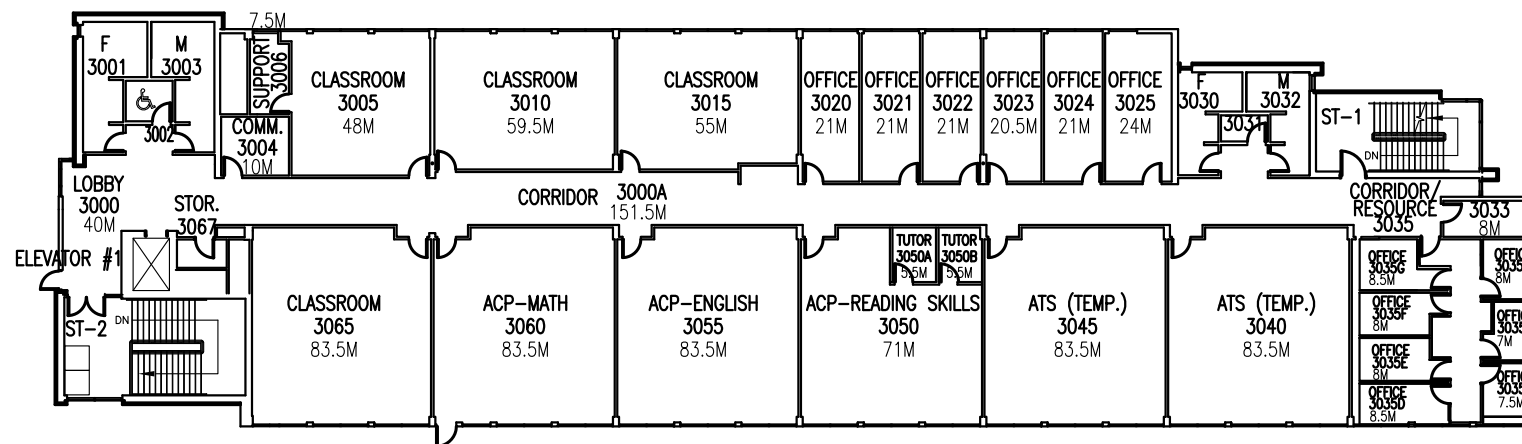 7.5M
F
3001
M
3003
3002
SUPPORT
3006
COMM.
3004
10M
CLASSROOM
3005
48M
CLASSROOM
3010
59.5M
CLASSROOM
3015
55M
OFFICE
3020
21M
OFFICE
3021
21M
OFFICE
3022
21M
OFFICE
3023
20.5M
OFFICE
3024
21M
OFFICE
3025
24M
F
3030
M
3032
3031
ST-1
DN
LOBBY
3000
40M
STOR.
3067
CORRIDOR 3000A
151.5M
CORRIDOR/
RESOURCE
3035
3033
8M
ELEVATOR #1
ST-2
DN
CLASSROOM
3065
83.5M
ACP-MATH
3060
83.5M
ACP-ENGLISH
3055
83.5M
TUTOR
3050A
5.5M
TUTOR
3050B
5.5M
ACP-READING SKILLS
3050
71M
ATS (TEMP.)
3045
83.5M
ATS (TEMP.)
3040
83.5M
OFFICE
3035G
8.5M
OFFICE
3035F
8M
OFFICE
3035E
8M
OFFICE
3035D
8.5M
8M
7M
7.5M